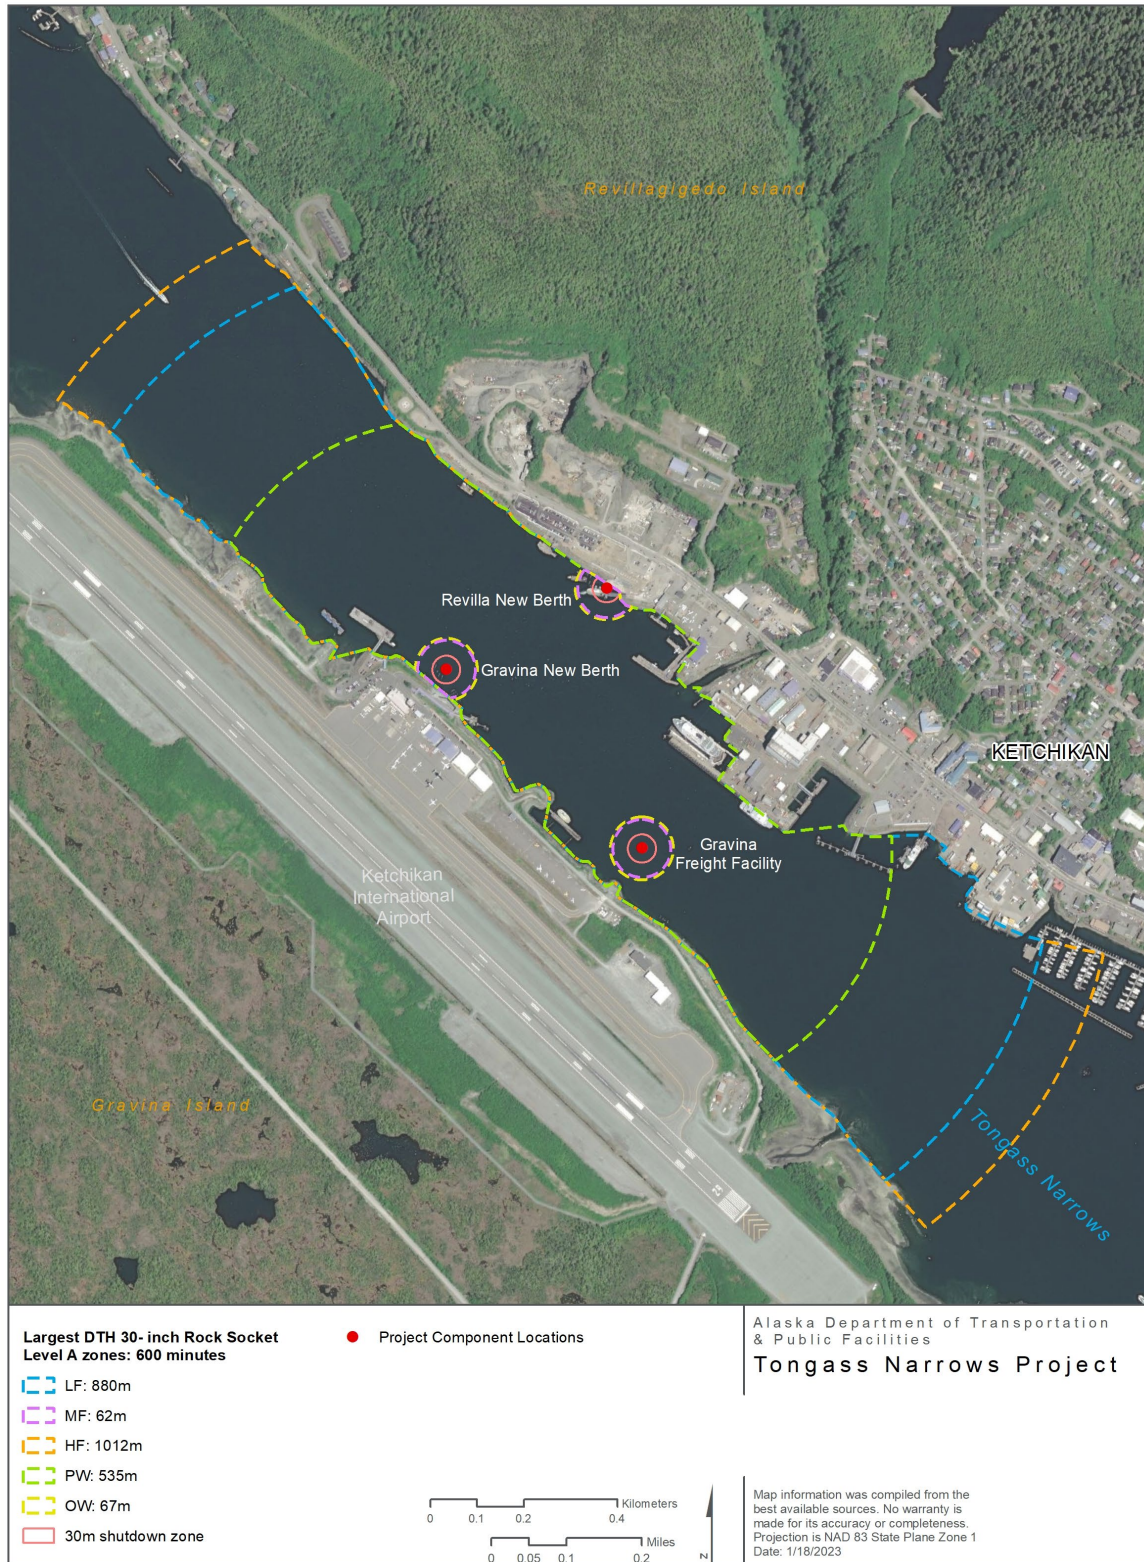 Revillagigedo Island
Revilla New Berth
Gravina New Berth
KETCHIKAN
Gravina
Freight Facility
Ketchikan
International
Airport
Gravina Island
Tongass Narrows
29
Largest DTH 30- inch Rock Socket
Level A zones: 600 minutes
LF: 880m
MF: 62m
HF: 1012m
PW: 535m
OW: 67m
30m shutdown zone
Project Component Locations
Kilometers
0 0.1 0.2 0.4
Miles
0 0.05 0.1 0.2
N
Alaska Department of Transportation
& Public Facilities
Tongass Narrows Project
Map information was compiled from the
best available sources. No warranty is
made for its accuracy or completeness.
Projection is NAD 83 State Plane Zone 1
Date: 1/18/2023